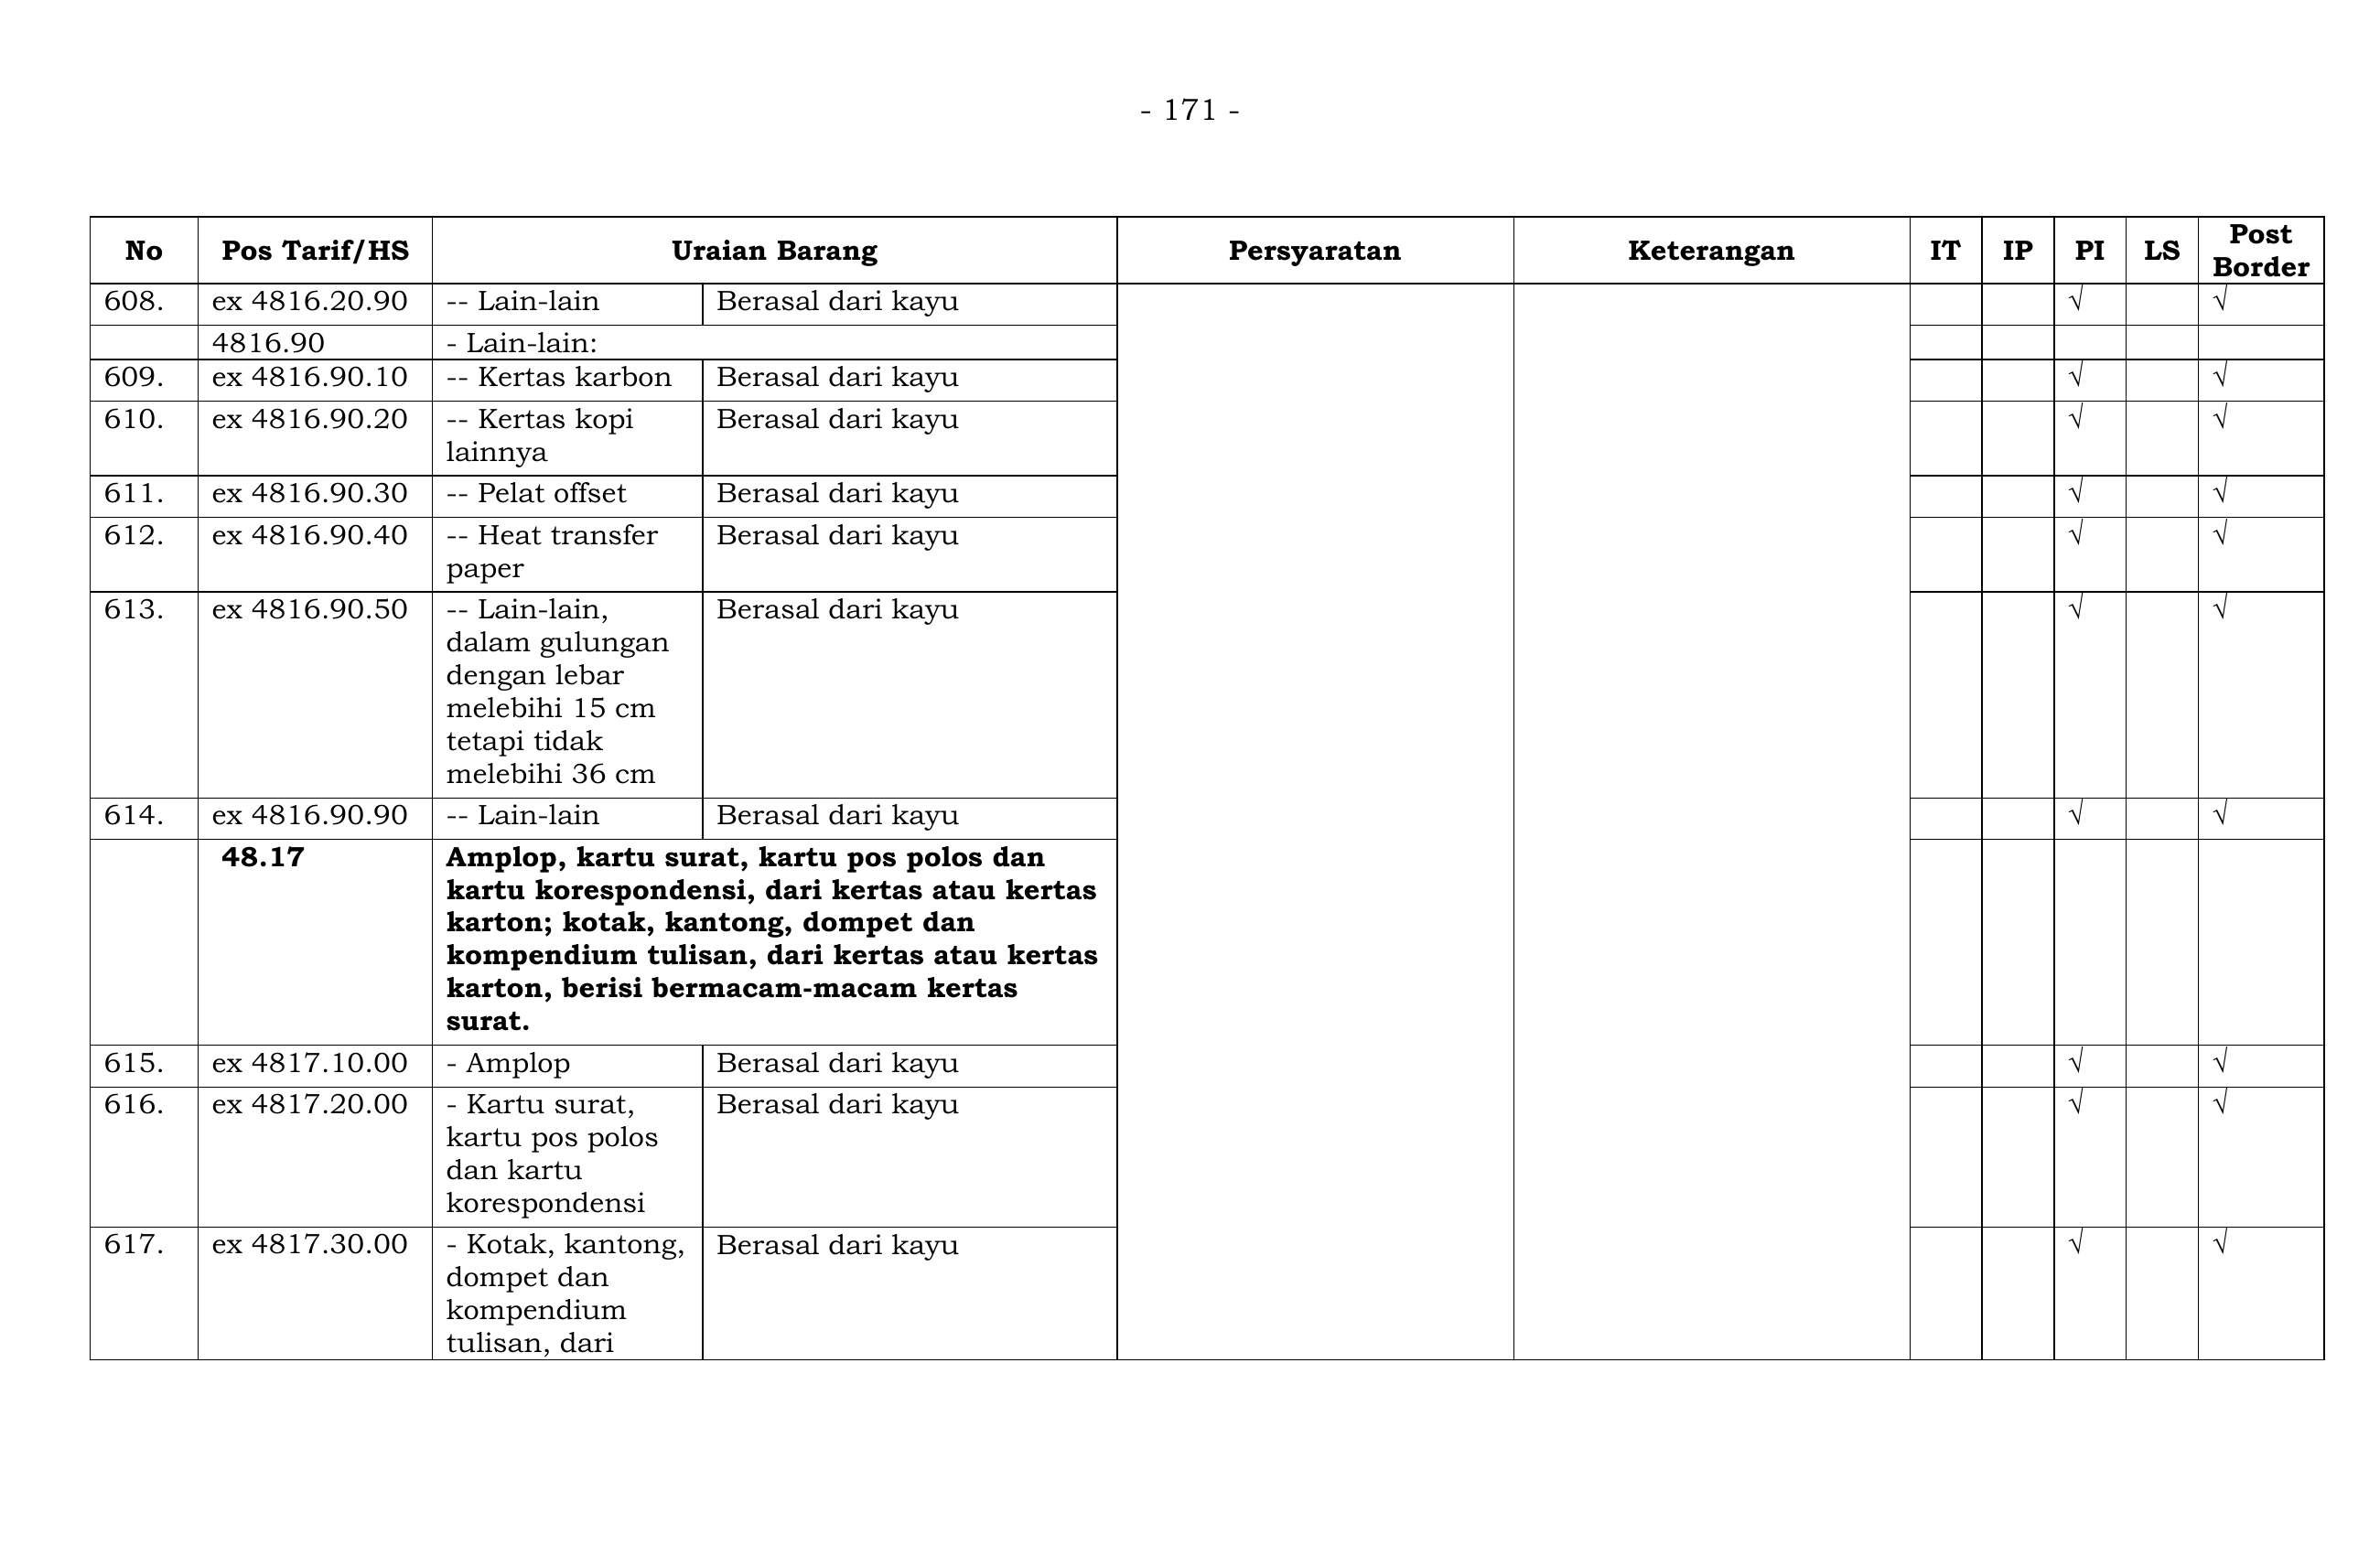 - 171 -
No Pos Tarif/HS Uraian Barang Persyaratan Keterangan IT IP PI LS Post Border
608. ex 4816.20.90 -- Lain-lain Berasal dari kayu √ √
4816.90 - Lain-lain:
609. ex 4816.90.10 -- Kertas karbon Berasal dari kayu √ √
610. ex 4816.90.20 -- Kertas kopi Berasal dari kayu √ √
lainnya
611. ex 4816.90.30 -- Pelat offset Berasal dari kayu √ √
612. ex 4816.90.40 -- Heat transfer Berasal dari kayu √ √
paper
613. ex 4816.90.50 -- Lain-lain, Berasal dari kayu √ √
dalam gulungan
dengan lebar
melebihi 15 cm
tetapi tidak
melebihi 36 cm
614. ex 4816.90.90 -- Lain-lain Berasal dari kayu √ √
48.17 Amplop, kartu surat, kartu pos polos dan
kartu korespondensi, dari kertas atau kertas
karton; kotak, kantong, dompet dan
kompendium tulisan, dari kertas atau kertas
karton, berisi bermacam-macam kertas
surat.
615. ex 4817.10.00 - Amplop Berasal dari kayu √ √
616. ex 4817.20.00 - Kartu surat, Berasal dari kayu √ √
kartu pos polos
dan kartu
korespondensi
617. ex 4817.30.00 - Kotak, kantong, Berasal dari kayu √ √
dompet dan
kompendium
tulisan, dari